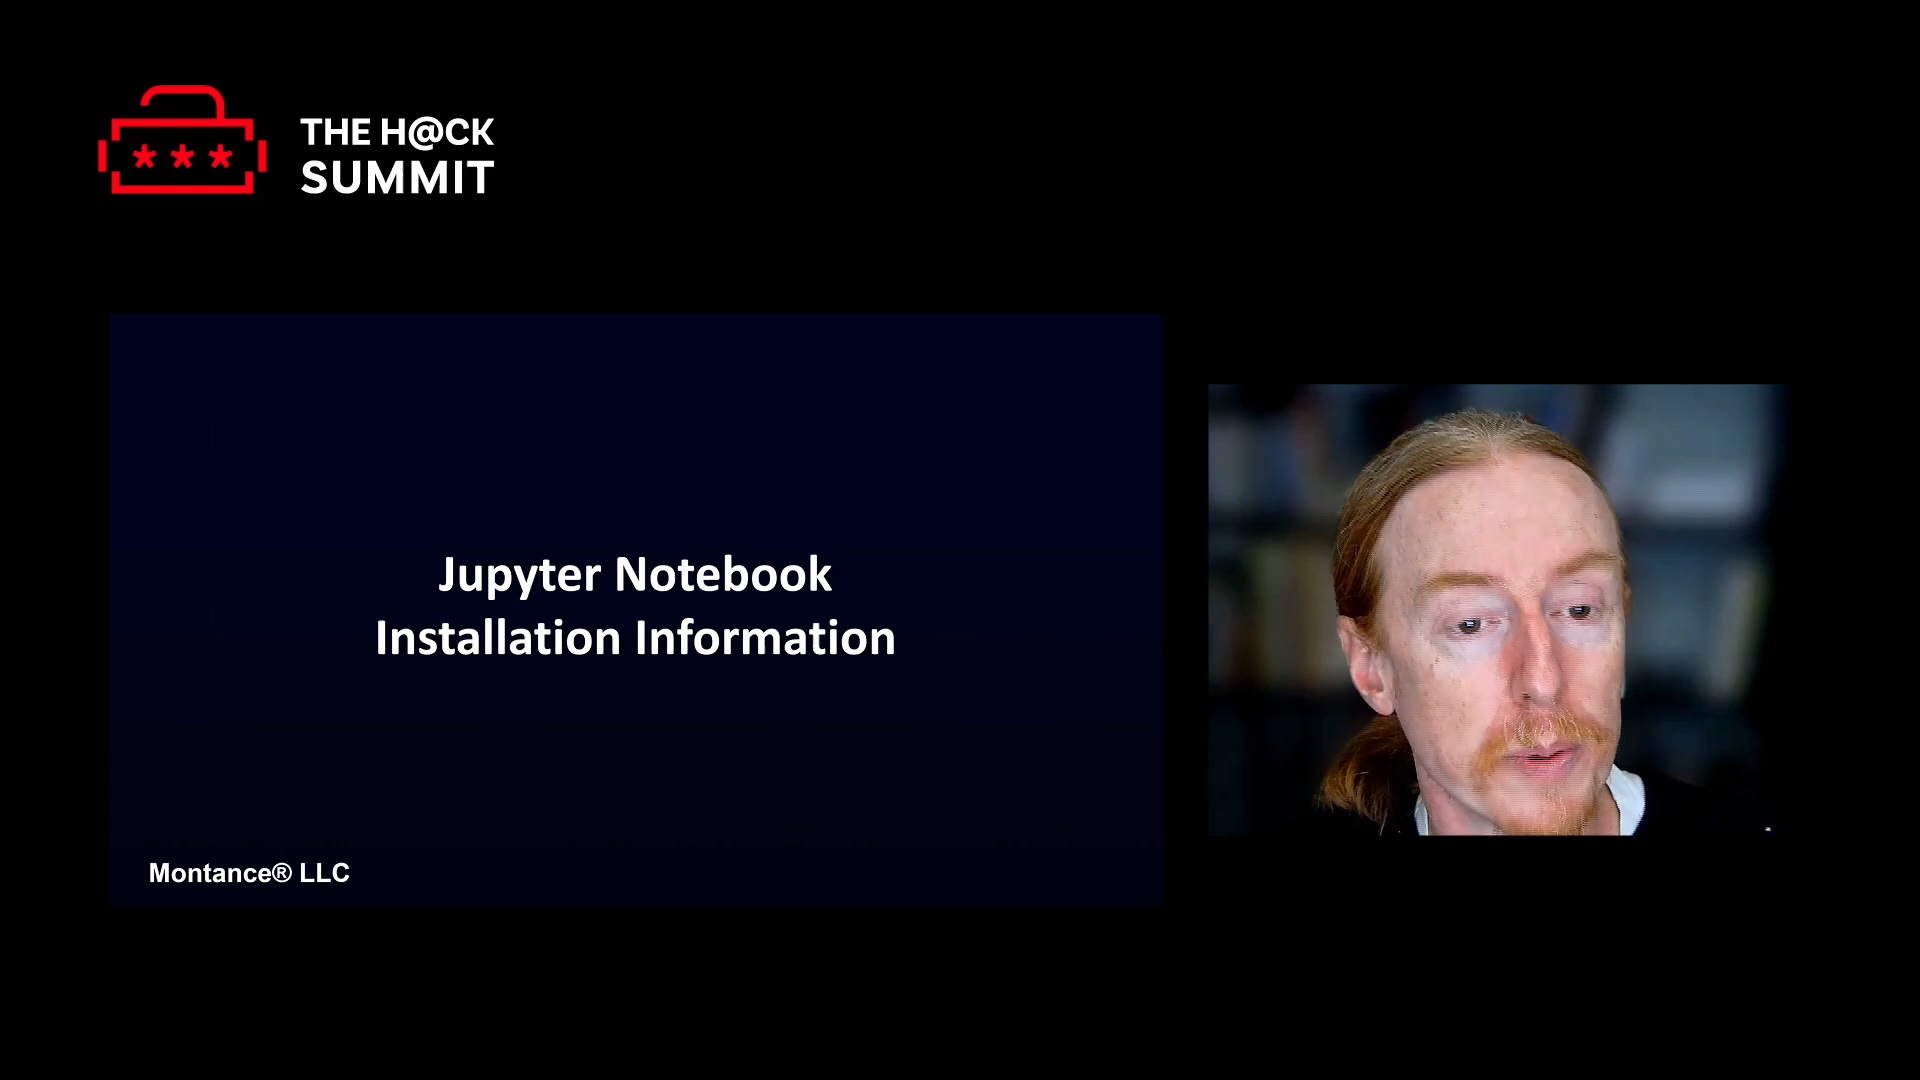 THE H@CK
SUMMIT
***
Jupyter Notebook
Installation Information
Montance® LLC